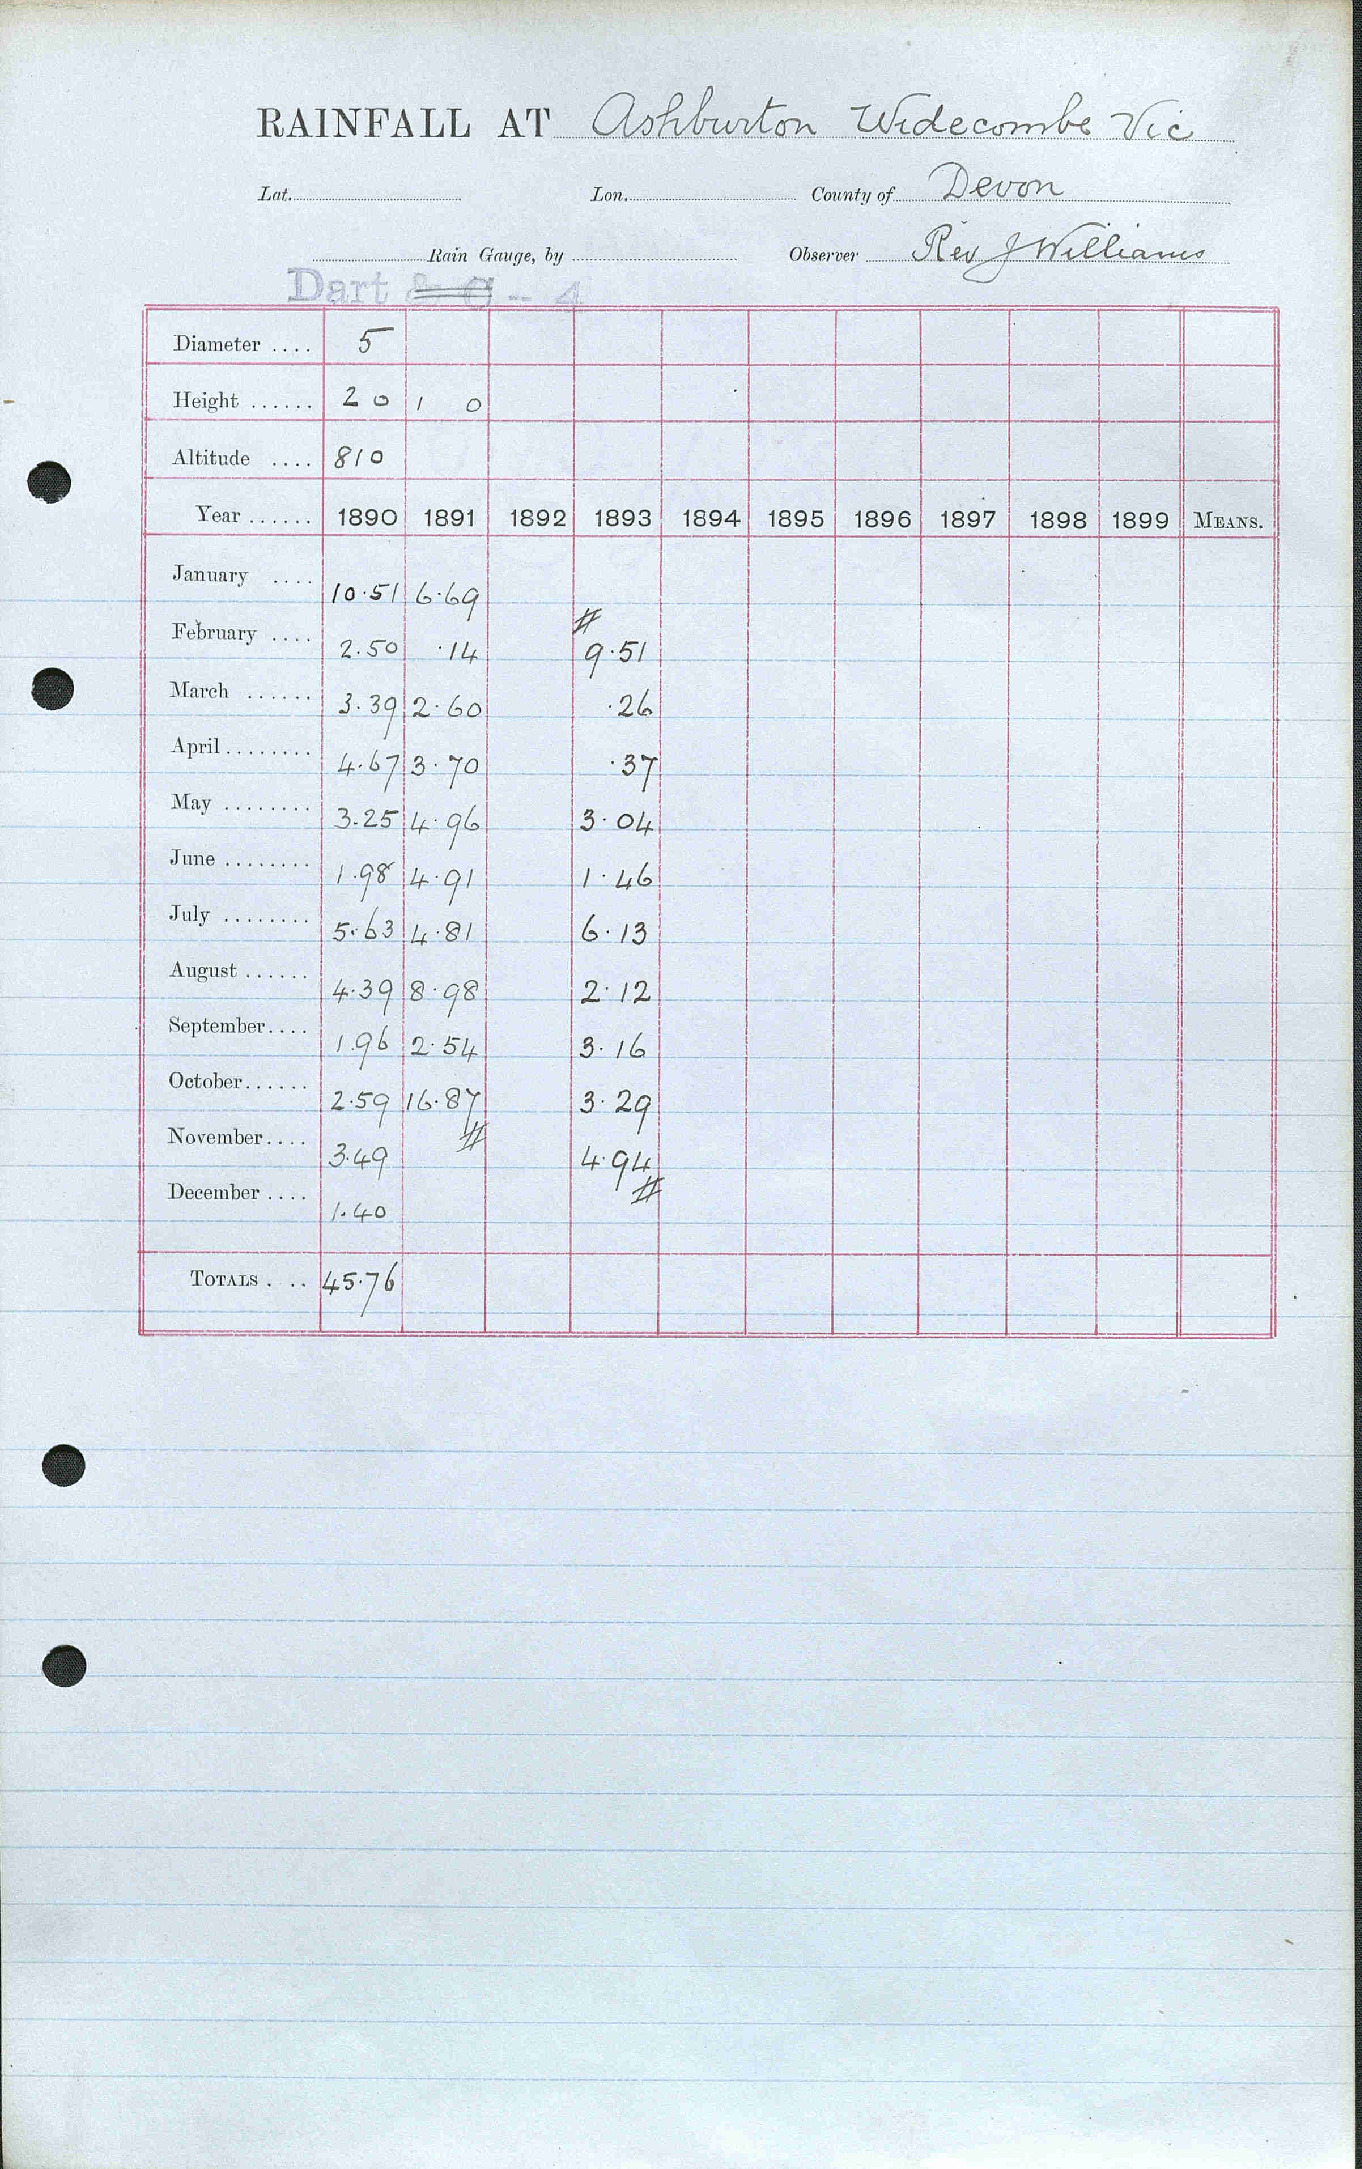 RAINFALL AT Ashburton Widecombe Vic
Lat. Lon. County of Devon
Rain Gauge, by Observer Rev J Williams
Dart - 4
Diameter .... 5
Height ...... 2 0 1 0
Altitude .... 810
Year ...... 1890 1891 1892 1893 1894 1895 1896 1897 1898 1899 MEANS.
January .... 10.51 6.69
February .... 2.50 .14 # 9.51
March ...... 3.39 2.60 .26
April ........ 4.67 3.70 .37
May ........ 3.25 4.96 3.04
June ........ 1.98 4.91 1.46
July ........ 5.63 4.81 6.13
August ...... 4.39 8.98 2.12
September.... 1.96 2.54 3.16
October...... 2.59 16.87 3.29
November.... 3.49 # 4.94
December .... 1.40 #
TOTALS . .. 45.76